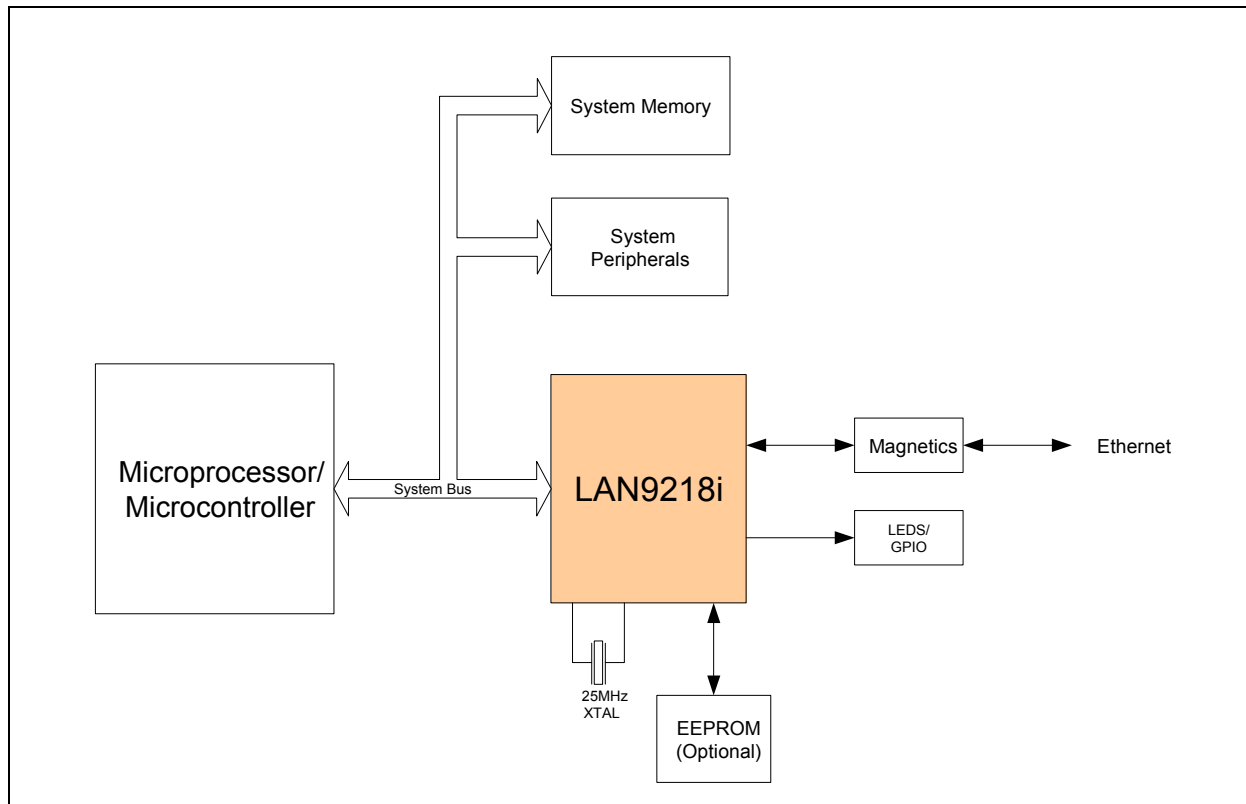 System Memory
System
Peripherals
Microprocessor/
Microcontroller
System Bus
LAN9218i
Magnetics
Ethernet
LEDS/
GPIO
25MHz
XTAL
EEPROM
(Optional)